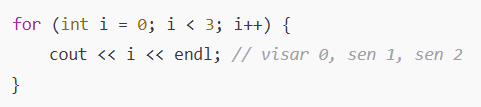 for (int i = 0; i < 3; i++) {
    cout << i << endl; // visar 0, sen 1, sen 2
}